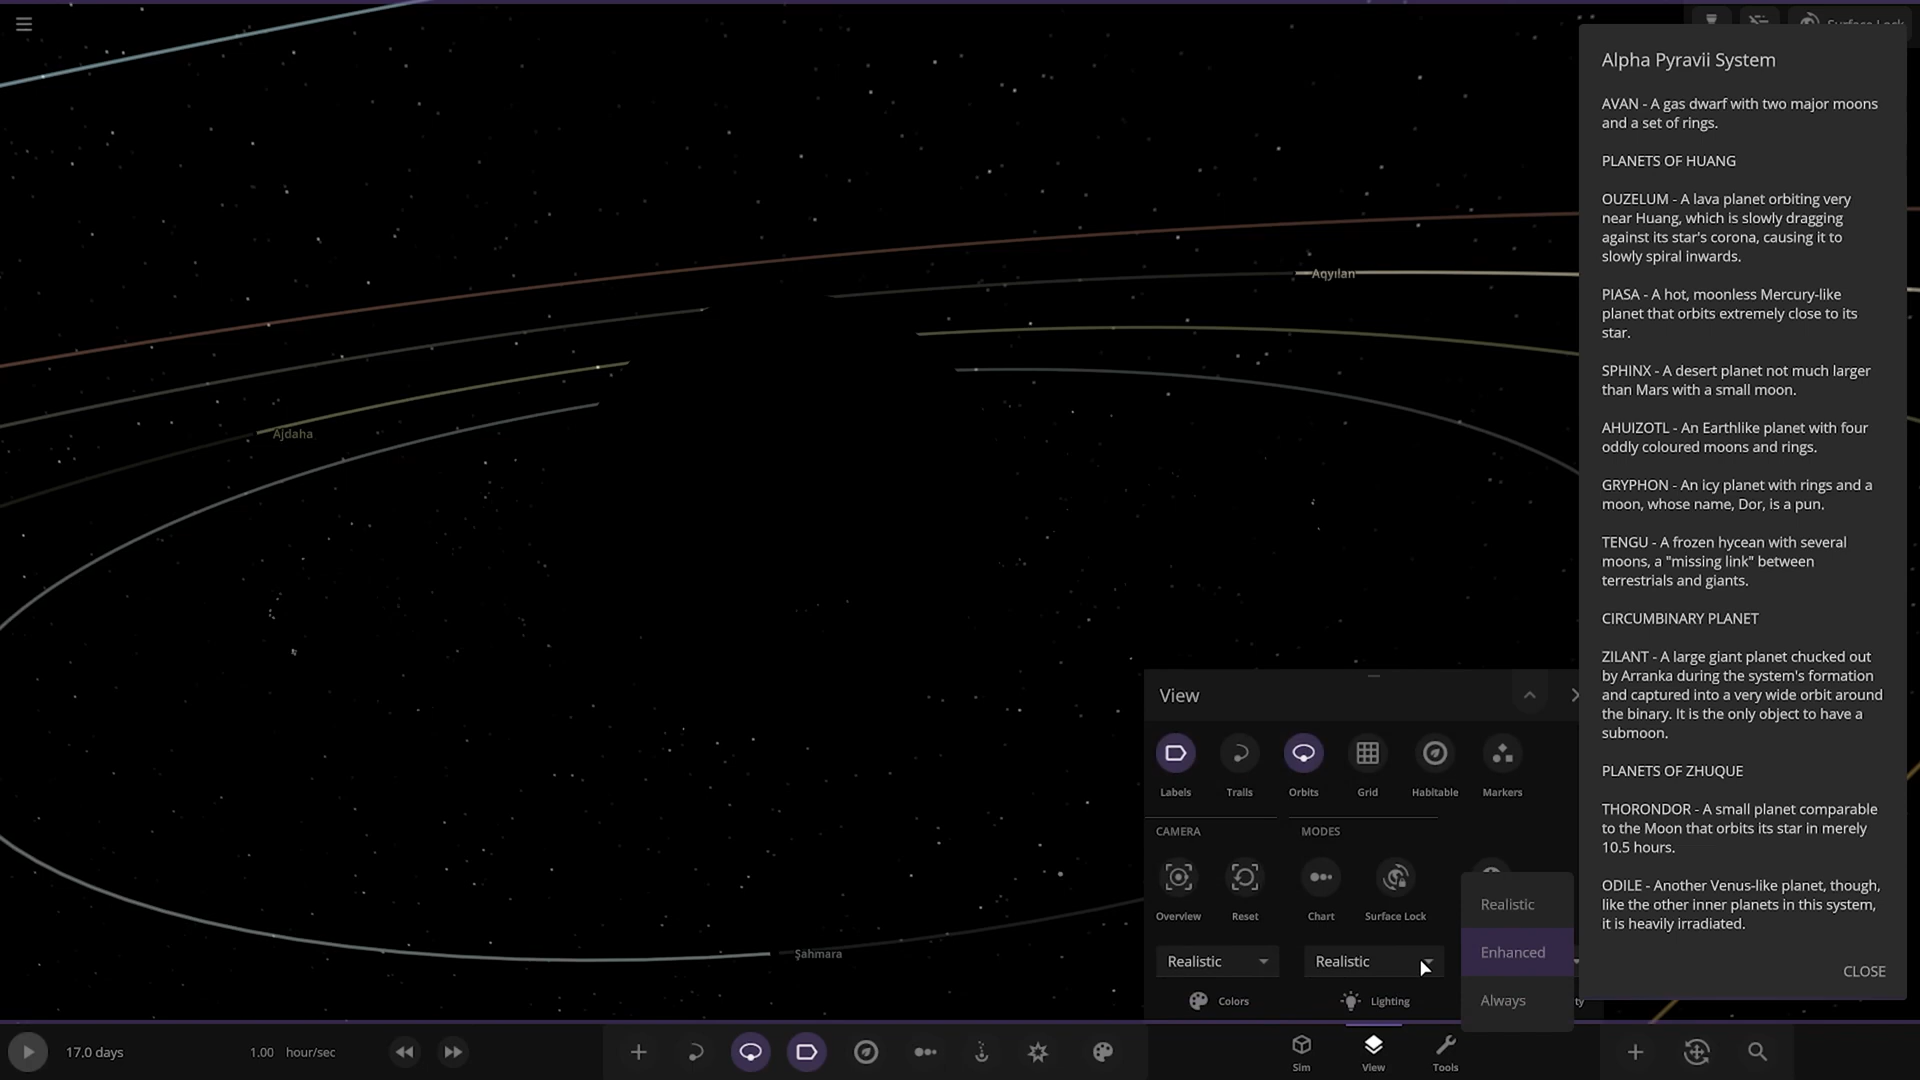 Surface Lock
Alpha Pyravii System
AVAN - A gas dwarf with two major moons
and a set of rings.
PLANETS OF HUANG
OUZELUM - A lava planet orbiting very
near Huang, which is slowly dragging
against its star's corona, causing it to
slowly spiral inwards.
PIASA - A hot, moonless Mercury-like
planet that orbits extremely close to its
star.
SPHINX - A desert planet not much larger
than Mars with a small moon.
AHUIZOTL - An Earthlike planet with four
oddly coloured moons and rings.
GRYPHON - An icy planet with rings and a
moon, whose name, Dor, is a pun.
TENGU - A frozen hycean with several
moons, a "missing link" between
terrestrials and giants.
CIRCUMBINARY PLANET
ZILANT - A large giant planet chucked out
by Arranka during the system's formation
and captured into a very wide orbit around
the binary. It is the only object to have a
submoon.
PLANETS OF ZHUQUE
THORONDOR - A small planet comparable
to the Moon that orbits its star in merely
10.5 hours.
ODILE - Another Venus-like planet, though,
like the other inner planets in this system,
it is heavily irradiated.
CLOSE
Aqyılan
Ajdaha
Şahmara
View
Labels Trails Orbits Grid Habitable Markers
CAMERA MODES
Overview Reset Chart Surface Lock
Realistic Realistic
Colors Lighting ty
Realistic
Enhanced
Always
17.0 days 1.00 hour/sec
Sim View Tools